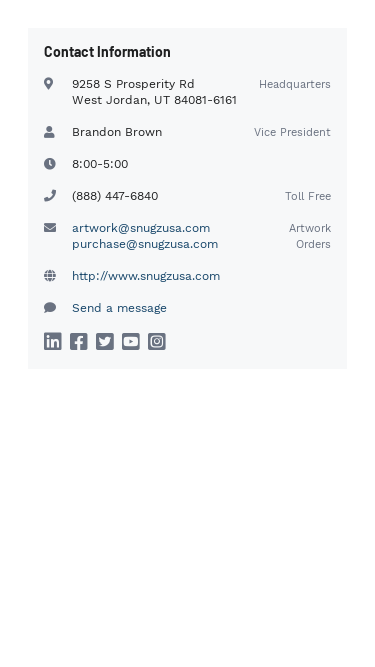 Contact Information
9258 S Prosperity Rd Headquarters
West Jordan, UT 84081-6161
Brandon Brown Vice President
8:00-5:00
(888) 447-6840 Toll Free
artwork@snugzusa.com Artwork
purchase@snugzusa.com Orders
http://www.snugzusa.com
Send a message